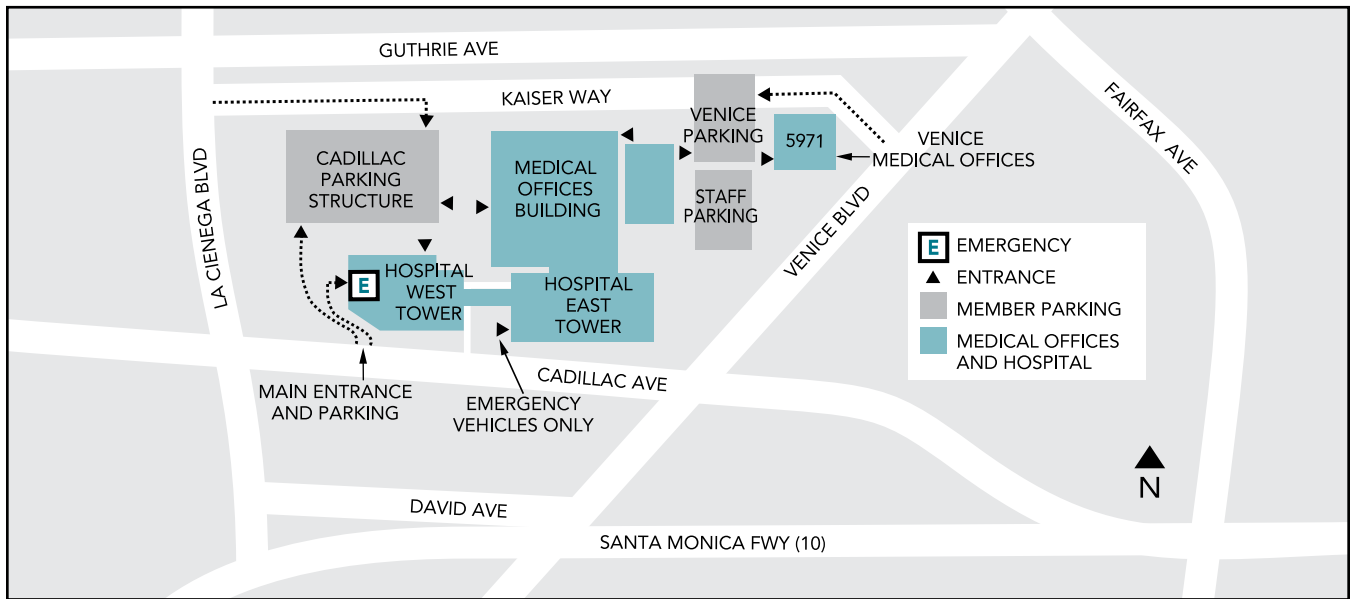 GUTHRIE AVE
KAISER WAY
FAIRFAX AVE
LA CIENEGA BLVD
CADILLAC
PARKING
STRUCTURE
MEDICAL
OFFICES
BUILDING
VENICE
PARKING
5971
VENICE
MEDICAL OFFICES
STAFF
PARKING
VENICE BLVD
E
HOSPITAL
WEST
TOWER
HOSPITAL
EAST
TOWER
E EMERGENCY
ENTRANCE
MEMBER PARKING
MEDICAL OFFICES
AND HOSPITAL
MAIN ENTRANCE
AND PARKING
EMERGENCY
VEHICLES ONLY
CADILLAC AVE
N
DAVID AVE
SANTA MONICA FWY (10)